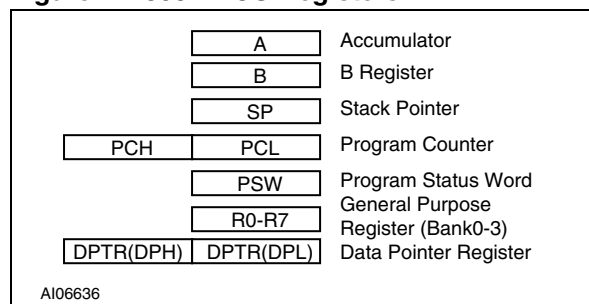 A Accumulator
B B Register
SP Stack Pointer
PCH PCL Program Counter
PSW Program Status Word
R0-R7 General Purpose
Register (Bank0-3)
DPTR(DPH) DPTR(DPL) Data Pointer Register
AI06636